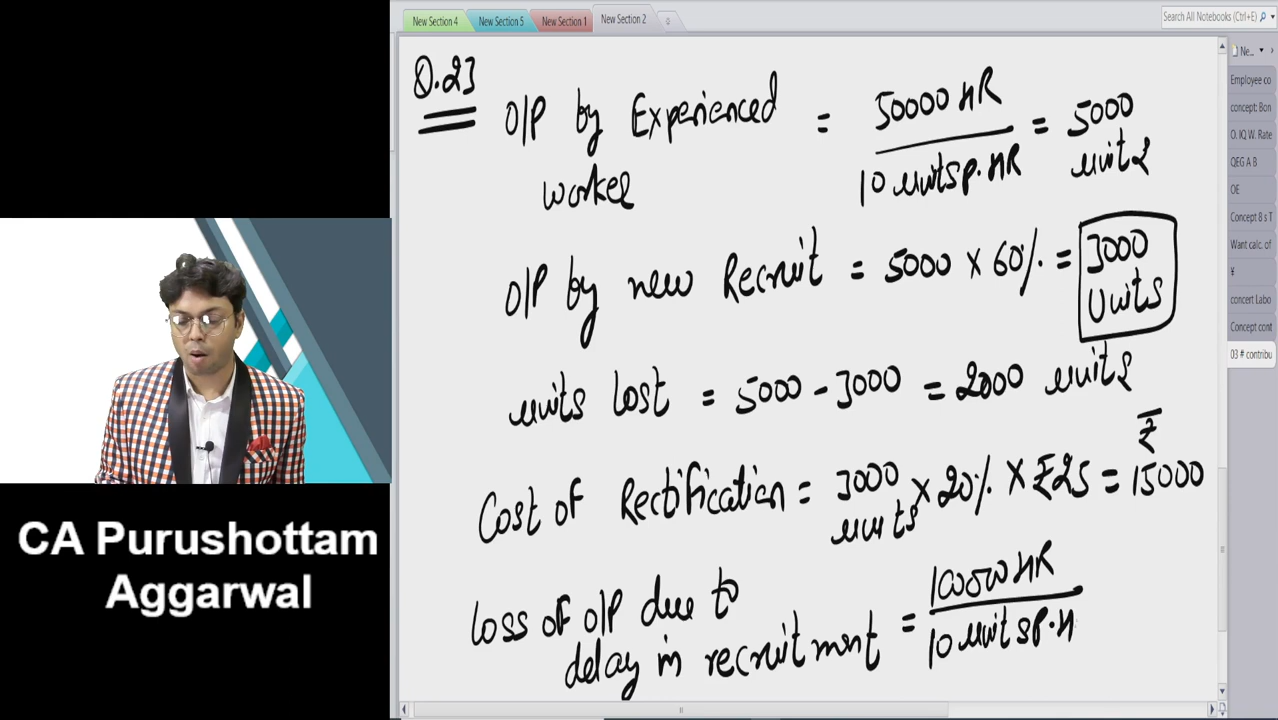 New Section 4 New Section 5 New Section 1 New Section 2
Search All Notebooks (Ctrl+E)
Q.23
O/P by Experienced worker = 50000 HR / 10 units p. HR = 5000 units
O/P by new Recruit = 5000 x 60% = 3000 Units
units lost = 5000 - 3000 = 2000 units
₹
Cost of Rectification = 3000 units x 20% x ₹25 = 15000
Loss of O/P due to delay in recruitment = 100500 HR / 10 unitsp. H
CA Purushottam
Aggarwal
Ne...
Employee co
concept: Bon
O. IQ W. Rate
QEG A B
OE
Concept 8 s T
Want calc. of
¥
concert Labo
Concept cont
03 # contribu